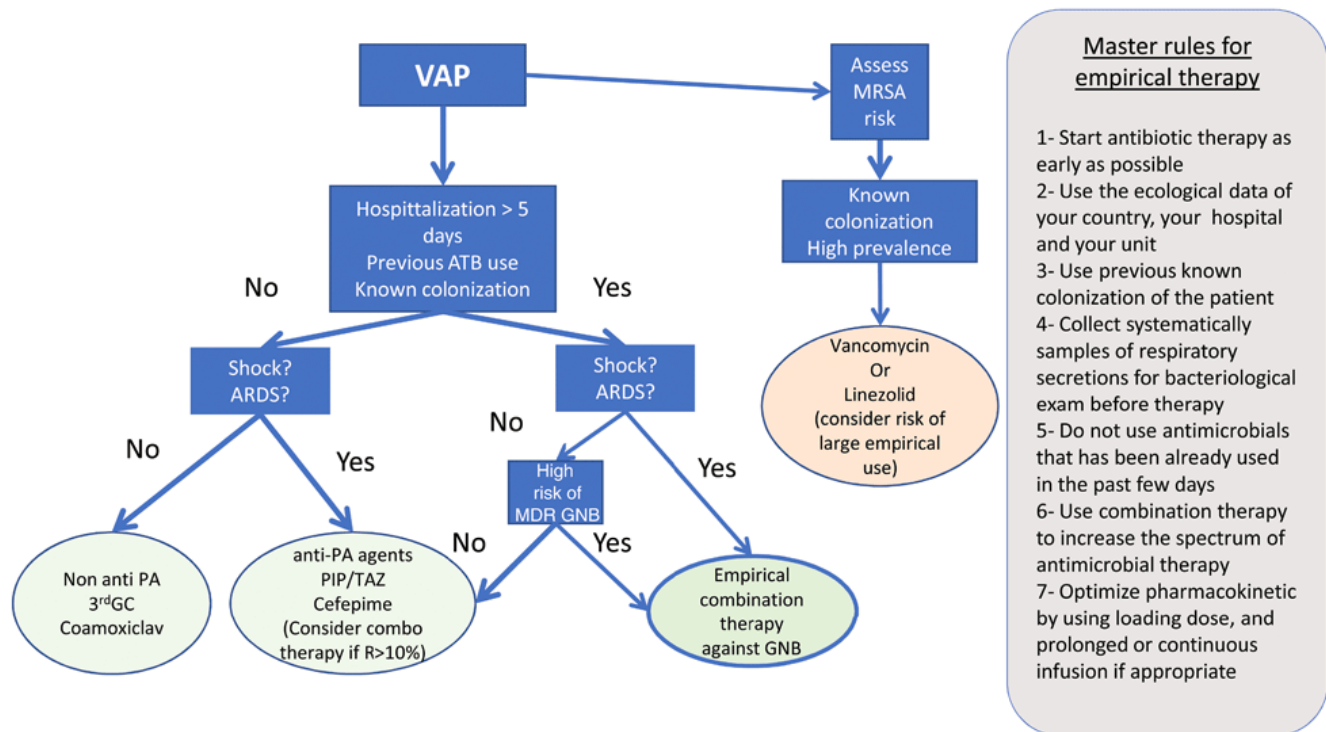 VAP
Assess
MRSA
risk
Hospittalization > 5
days
Previous ATB use
Known colonization
Known
colonization
High prevalence
No
Yes
Shock?
ARDS?
Shock?
ARDS?
Vancomycin
Or
Linezolid
(consider risk of
large empirical
use)
No
Yes
No
Yes
High
risk of
MDR GNB
No
Yes
Non anti PA
3rdGC
Coamoxiclav
anti-PA agents
PIP/TAZ
Cefepime
(Consider combo
therapy if R>10%)
Empirical
combination
therapy
against GNB
Master rules for
empirical therapy
1- Start antibiotic therapy as
early as possible
2- Use the ecological data of
your country, your hospital
and your unit
3- Use previous known
colonization of the patient
4- Collect systematically
samples of respiratory
secretions for bacteriological
exam before therapy
5- Do not use antimicrobials
that has been already used
in the past few days
6- Use combination therapy
to increase the spectrum of
antimicrobial therapy
7- Optimize pharmacokinetic
by using loading dose, and
prolonged or continuous
infusion if appropriate